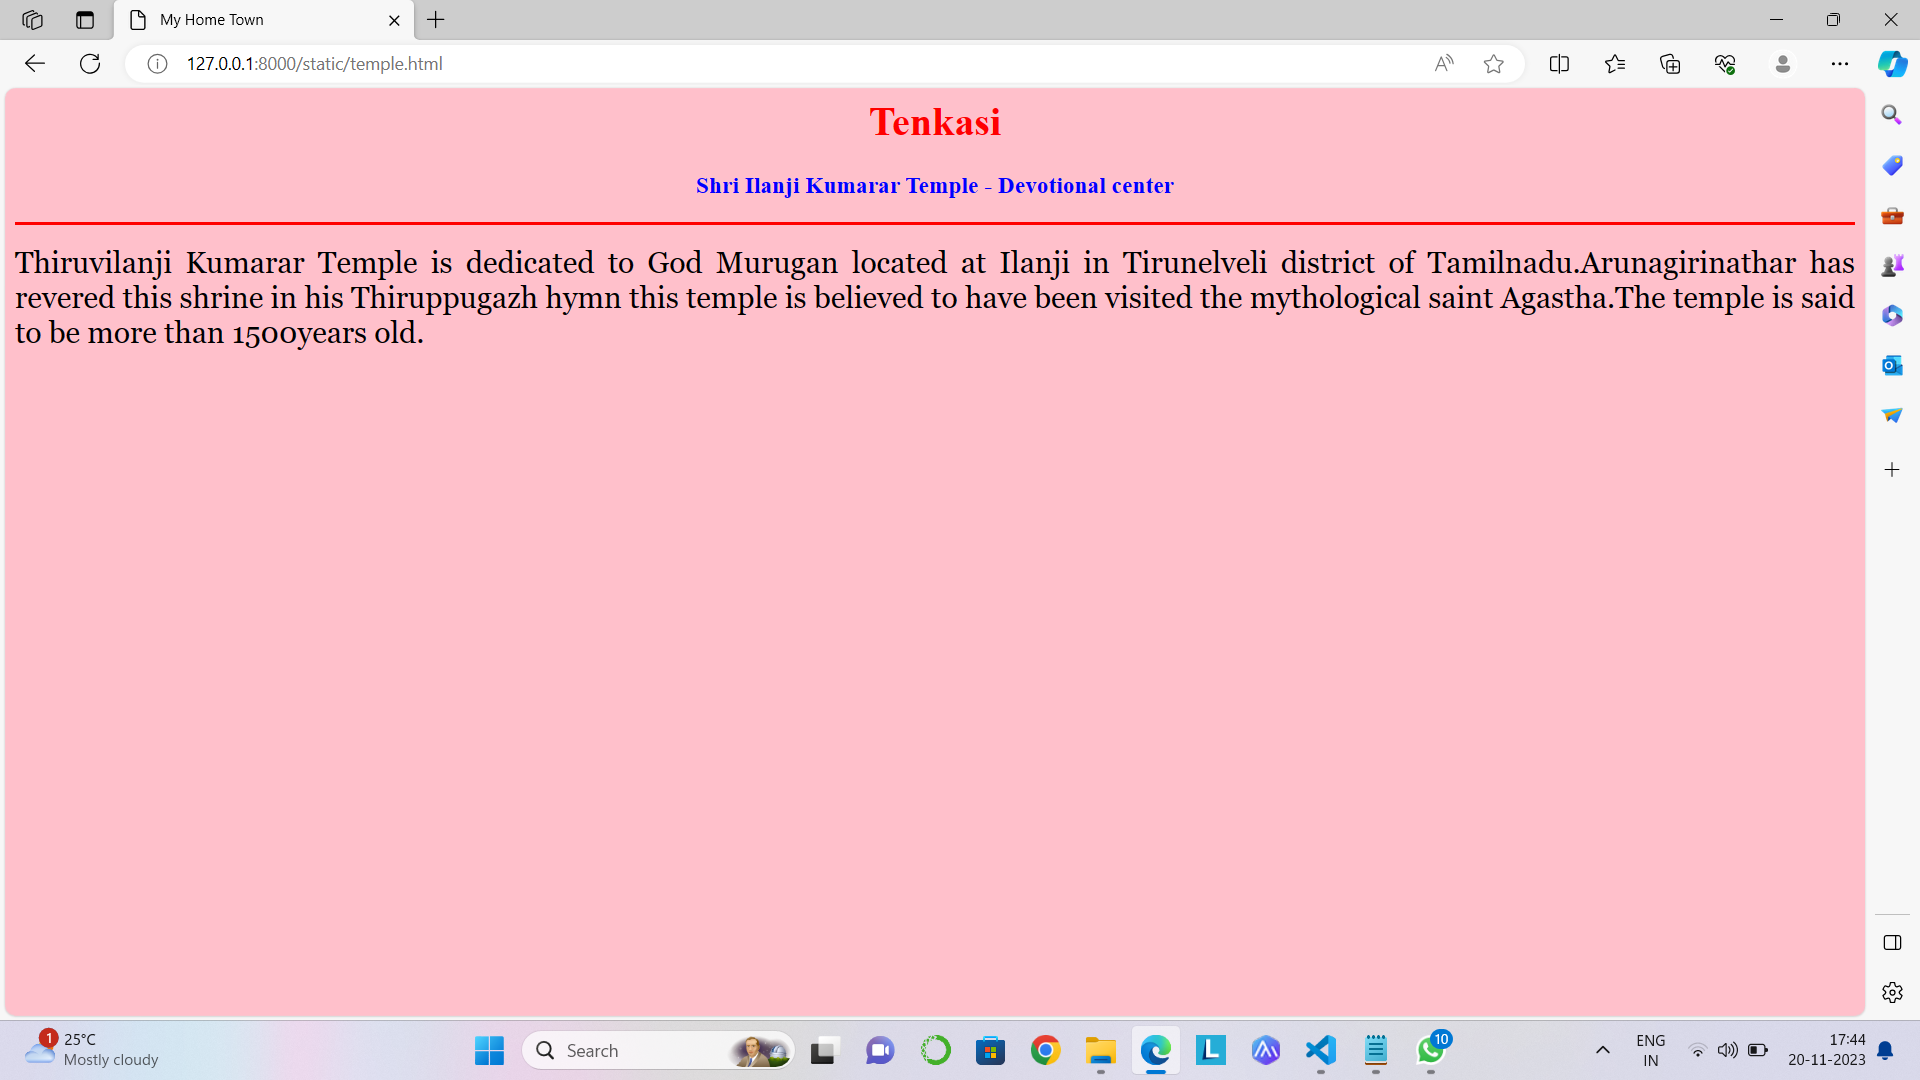 My Home Town
127.0.0.1:8000/static/temple.html
Tenkasi
Shri Ilanji Kumarar Temple - Devotional center
Thiruvilanji Kumarar Temple is dedicated to God Murugan located at Ilanji in Tirunelveli district of Tamilnadu.Arunagirinathar has
revered this shrine in his Thiruppugazh hymn this temple is believed to have been visited the mythological saint Agastha.The temple is said
to be more than 1500years old.
1
25°C
Mostly cloudy
Search
10
ENG
IN
17:44
20-11-2023